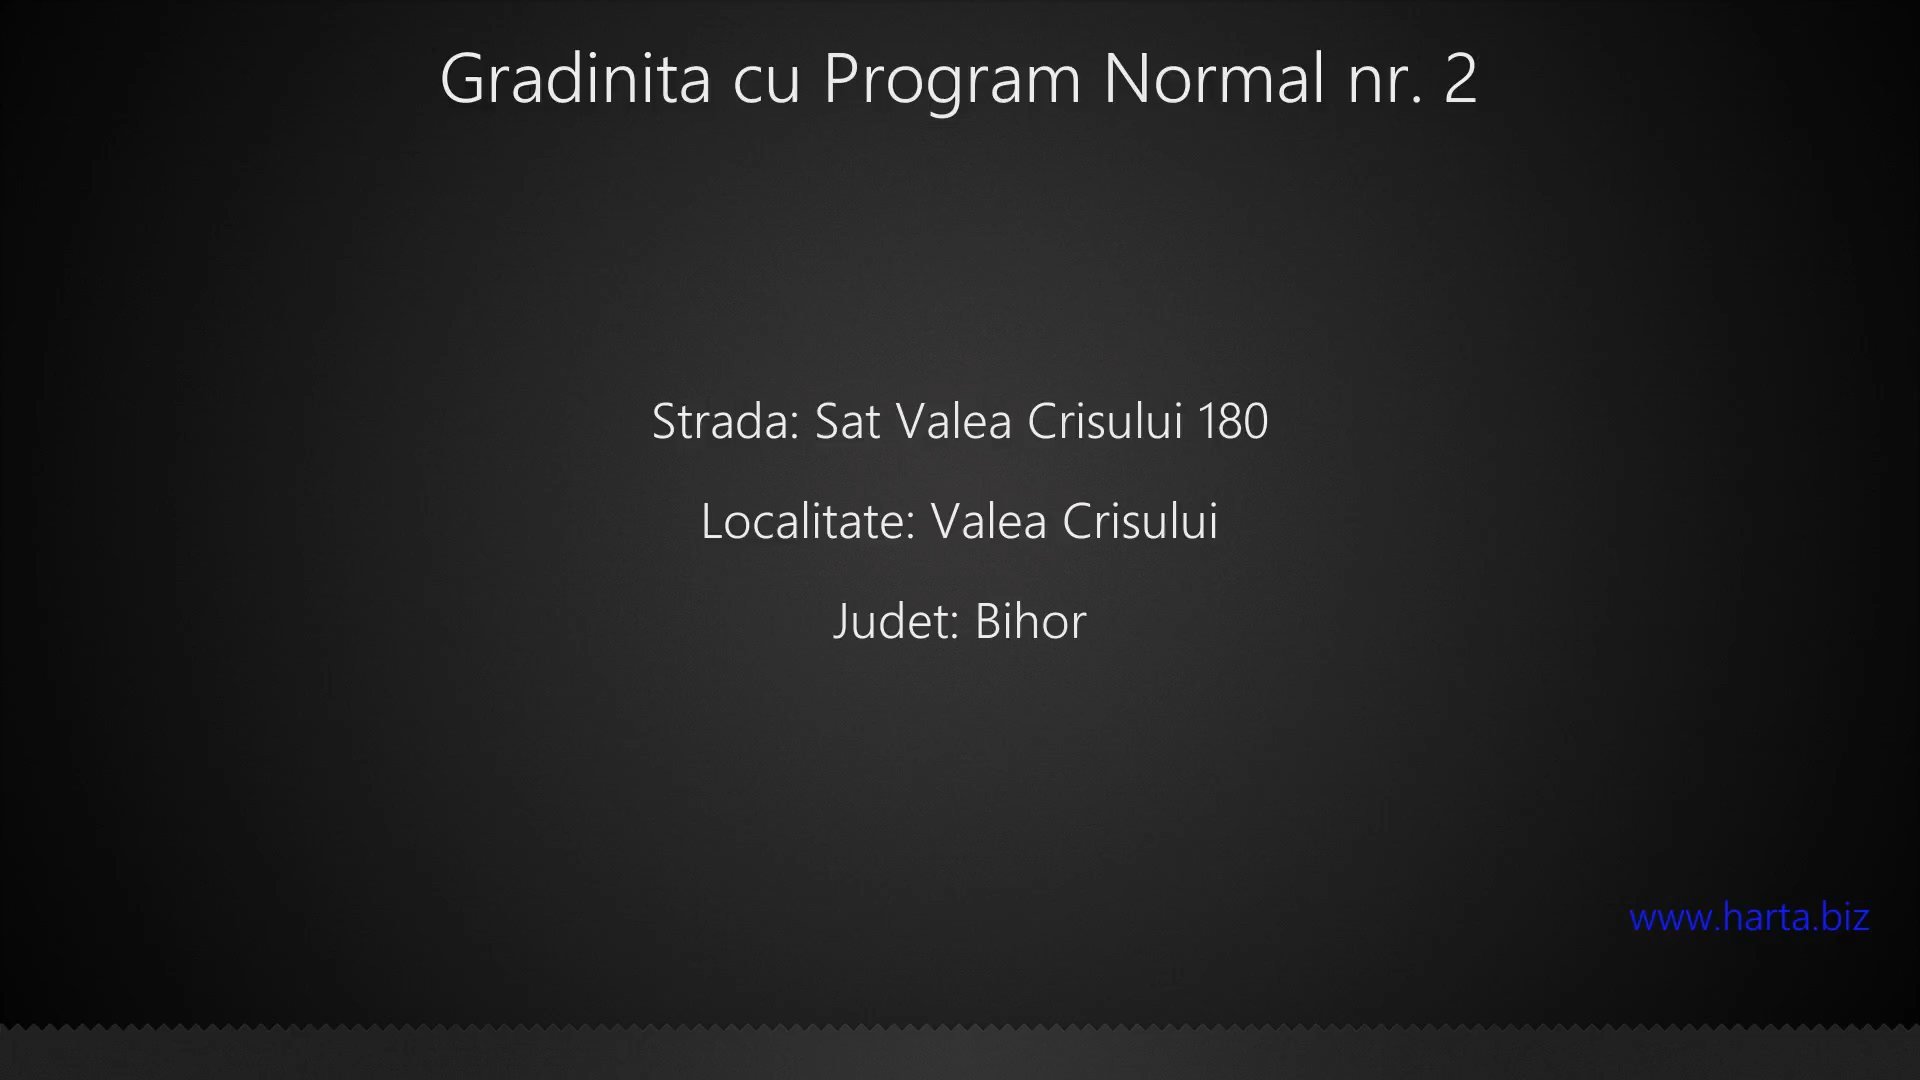 Gradinita cu Program Normal nr. 2
Strada: Sat Valea Crisului 180
Localitate: Valea Crisului
Judet: Bihor
www.harta.biz